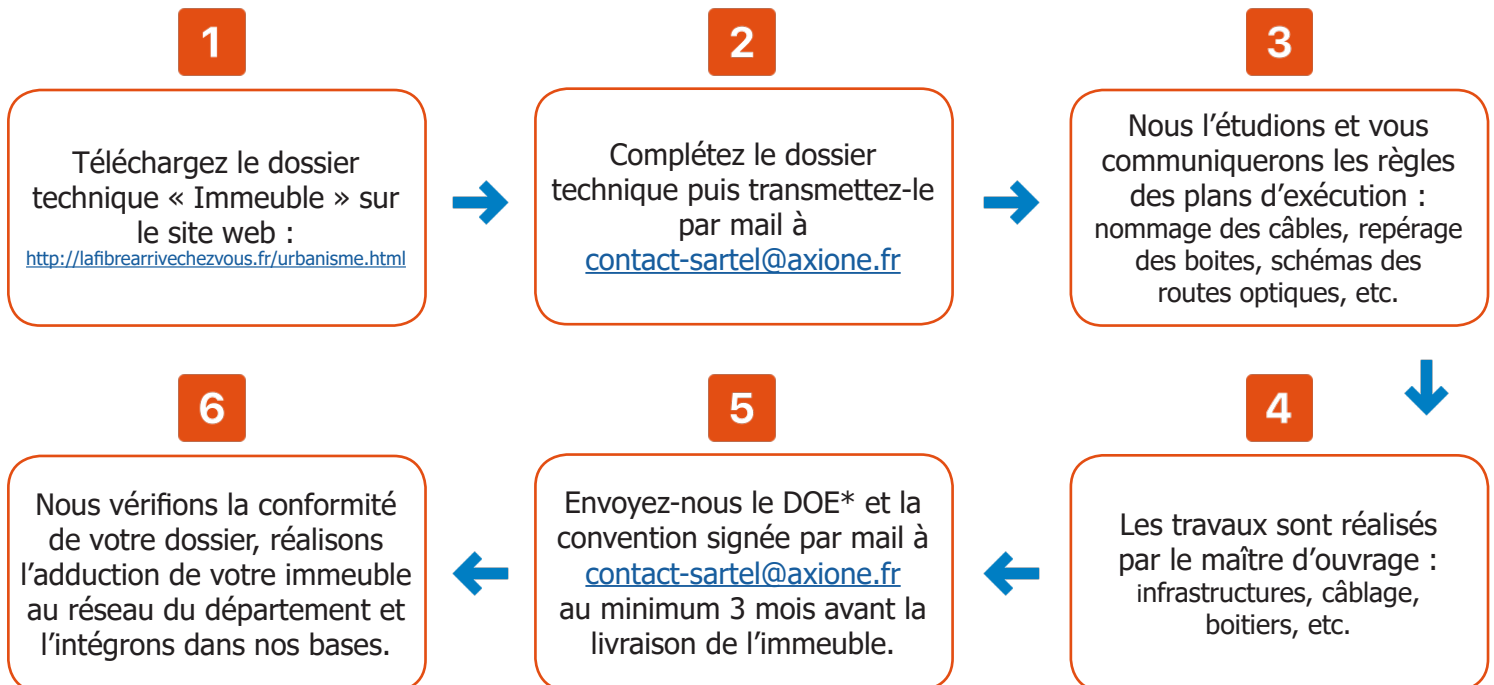 1
Téléchargez le dossier
technique « Immeuble » sur
le site web :
http://lafibrearrivechezvous.fr/urbanisme.html
2
Complétez le dossier
technique puis transmettez-le
par mail à
contact-sartel@axione.fr
3
Nous l’étudions et vous
communiquerons les règles
des plans d’exécution :
nommage des câbles, repérage
des boites, schémas des
routes optiques, etc.
4
Les travaux sont réalisés
par le maître d’ouvrage :
infrastructures, câblage,
boitiers, etc.
5
Envoyez-nous le DOE* et la
convention signée par mail à
contact-sartel@axione.fr
au minimum 3 mois avant la
livraison de l’immeuble.
6
Nous vérifions la conformité
de votre dossier, réalisons
l’adduction de votre immeuble
au réseau du département et
l’intégrons dans nos bases.